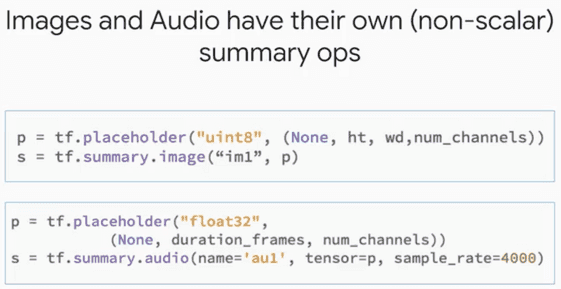 Images and Audio have their own (non-scalar)
summary ops
p = tf.placeholder("uint8", (None, ht, wd,num_channels))
s = tf.summary.image(“im1”, p)
p = tf.placeholder("float32",
(None, duration_frames, num_channels))
s = tf.summary.audio(name='au1', tensor=p, sample_rate=4000)